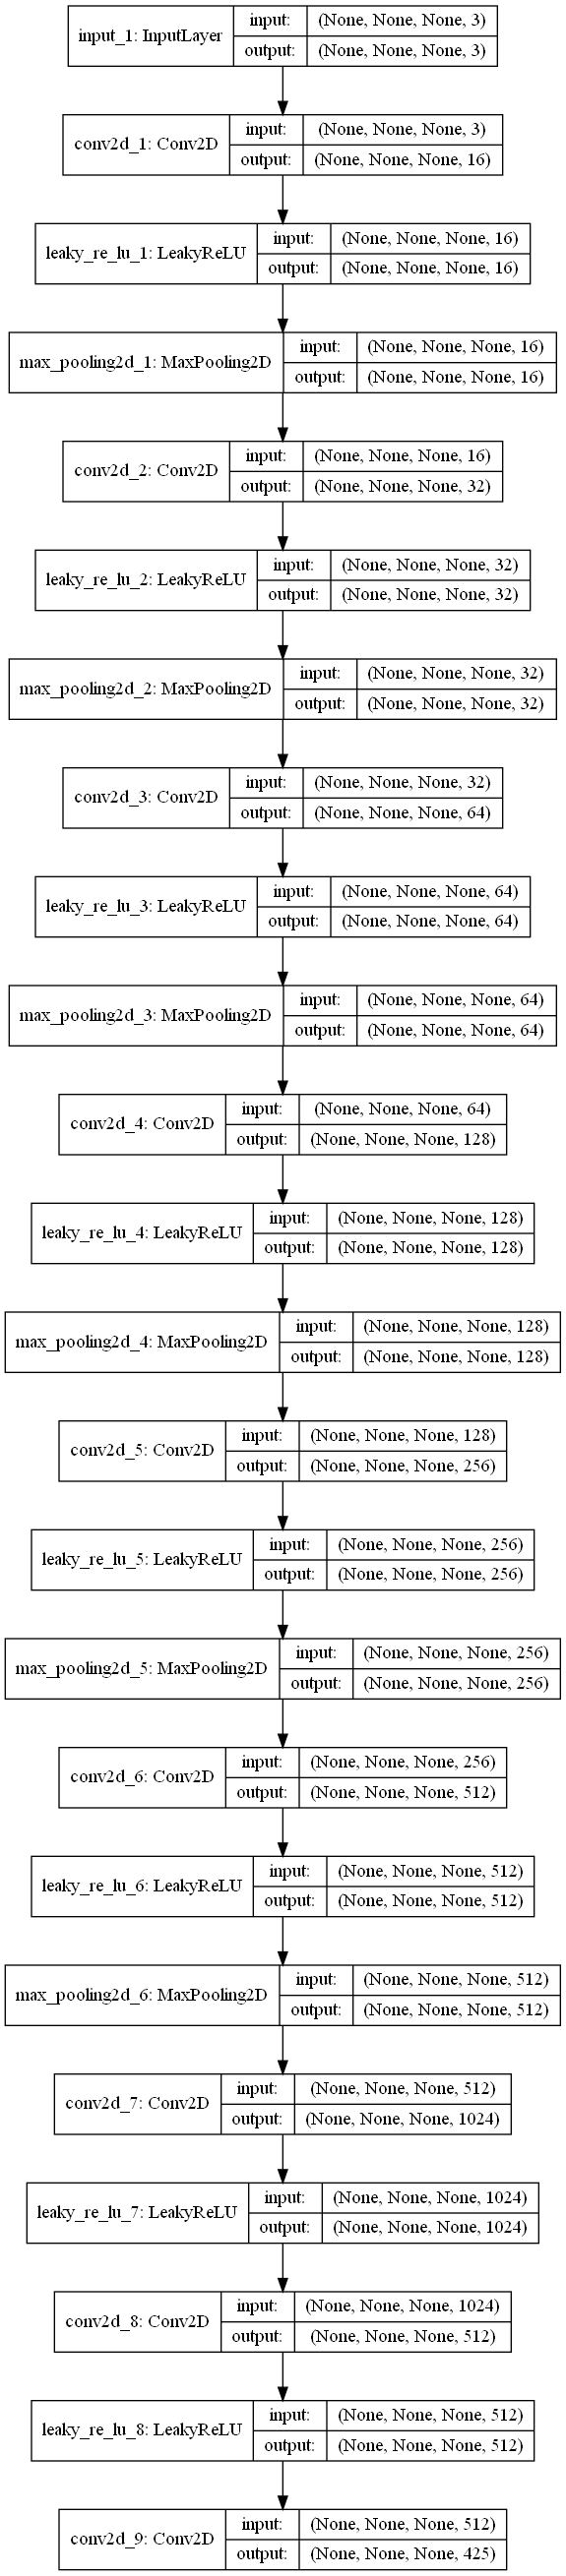 input_1: InputLayer
input: (None, None, None, 3)
output: (None, None, None, 3)
conv2d_1: Conv2D
input: (None, None, None, 3)
output: (None, None, None, 16)
leaky_re_lu_1: LeakyReLU
input: (None, None, None, 16)
output: (None, None, None, 16)
max_pooling2d_1: MaxPooling2D
input: (None, None, None, 16)
output: (None, None, None, 16)
conv2d_2: Conv2D
input: (None, None, None, 16)
output: (None, None, None, 32)
leaky_re_lu_2: LeakyReLU
input: (None, None, None, 32)
output: (None, None, None, 32)
max_pooling2d_2: MaxPooling2D
input: (None, None, None, 32)
output: (None, None, None, 32)
conv2d_3: Conv2D
input: (None, None, None, 32)
output: (None, None, None, 64)
leaky_re_lu_3: LeakyReLU
input: (None, None, None, 64)
output: (None, None, None, 64)
max_pooling2d_3: MaxPooling2D
input: (None, None, None, 64)
output: (None, None, None, 64)
conv2d_4: Conv2D
input: (None, None, None, 64)
output: (None, None, None, 128)
leaky_re_lu_4: LeakyReLU
input: (None, None, None, 128)
output: (None, None, None, 128)
max_pooling2d_4: MaxPooling2D
input: (None, None, None, 128)
output: (None, None, None, 128)
conv2d_5: Conv2D
input: (None, None, None, 128)
output: (None, None, None, 256)
leaky_re_lu_5: LeakyReLU
input: (None, None, None, 256)
output: (None, None, None, 256)
max_pooling2d_5: MaxPooling2D
input: (None, None, None, 256)
output: (None, None, None, 256)
conv2d_6: Conv2D
input: (None, None, None, 256)
output: (None, None, None, 512)
leaky_re_lu_6: LeakyReLU
input: (None, None, None, 512)
output: (None, None, None, 512)
max_pooling2d_6: MaxPooling2D
input: (None, None, None, 512)
output: (None, None, None, 512)
conv2d_7: Conv2D
input: (None, None, None, 512)
output: (None, None, None, 1024)
leaky_re_lu_7: LeakyReLU
input: (None, None, None, 1024)
output: (None, None, None, 1024)
conv2d_8: Conv2D
input: (None, None, None, 1024)
output: (None, None, None, 512)
leaky_re_lu_8: LeakyReLU
input: (None, None, None, 512)
output: (None, None, None, 512)
conv2d_9: Conv2D
input: (None, None, None, 512)
output: (None, None, None, 425)